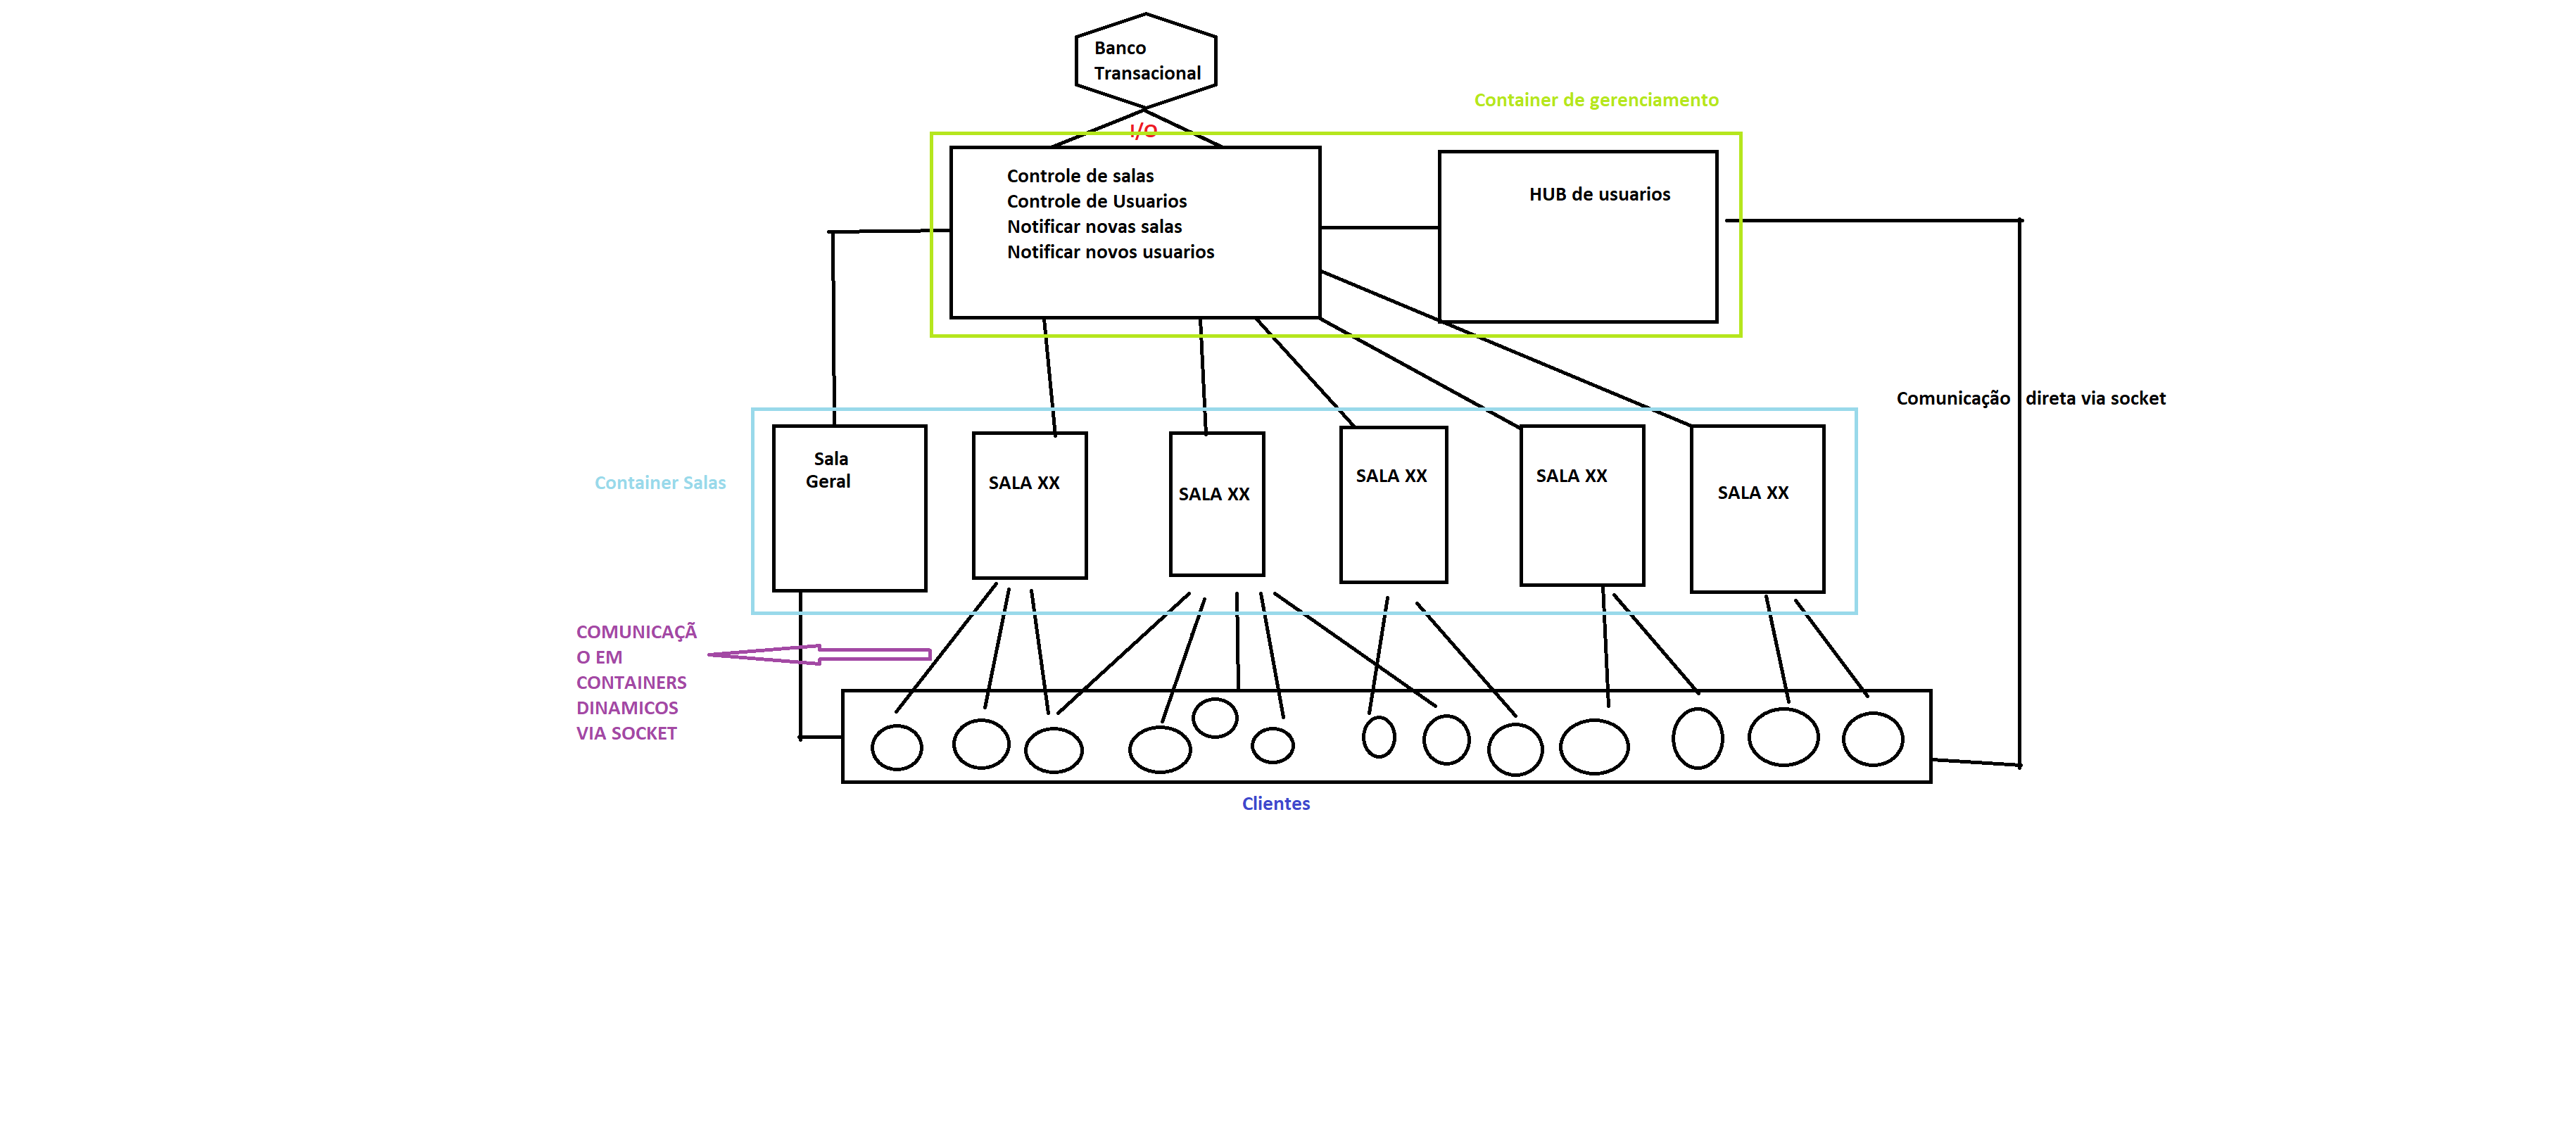 Banco
Transacional
Container de gerenciamento
I/O
Controle de salas
Controle de Usuarios
Notificar novas salas
Notificar novos usuarios
HUB de usuarios
Comunicação direta via socket
Container Salas
Sala
Geral
SALA XX
SALA XX
SALA XX
SALA XX
SALA XX
COMUNICAÇÃ
O EM
CONTAINERS
DINAMICOS
VIA SOCKET
Clientes